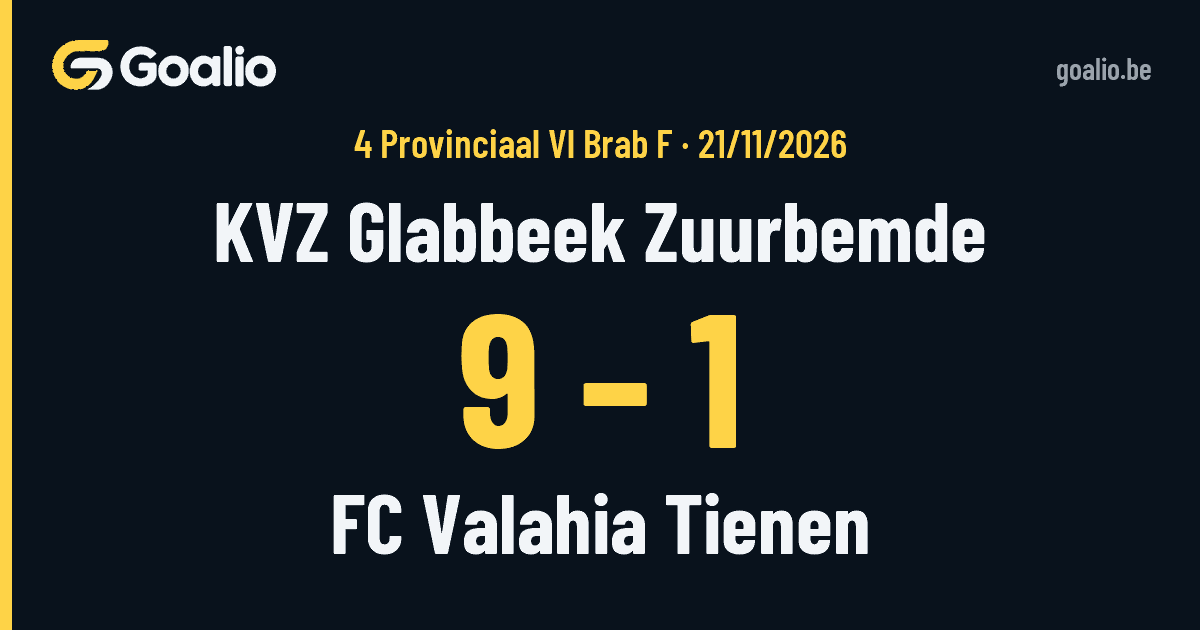 Goalio
goalio.be
4 Provinciaal Vl Brab F · 21/11/2026
KVZ Glabbeek Zuurbemde
9 – 1
FC Valahia Tienen